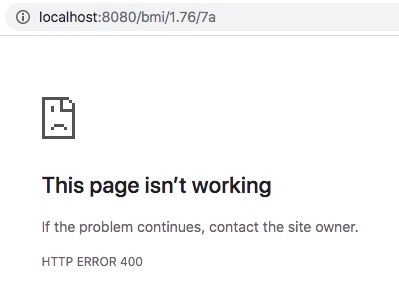 localhost:8080/bmi/1.76/7a
This page isn’t working
If the problem continues, contact the site owner.
HTTP ERROR 400